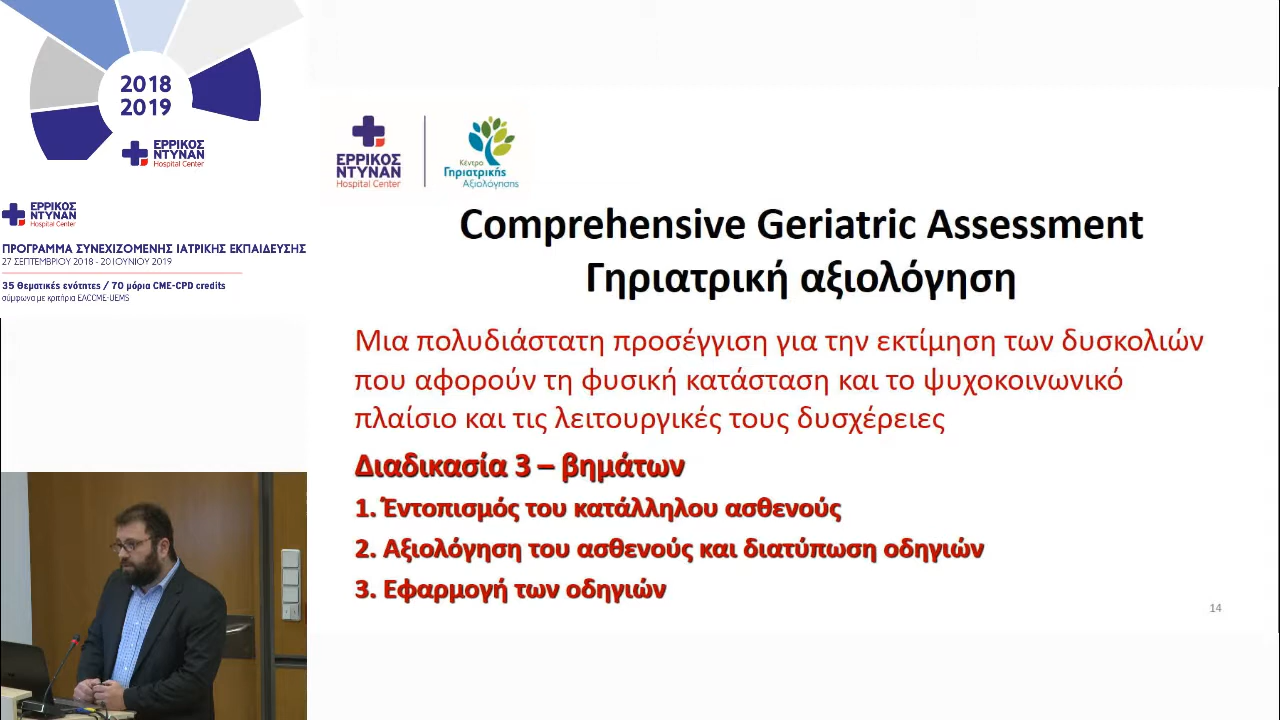 2018
2019
ΕΡΡΙΚΟΣ
ΝΤΥΝΑΝ
Hospital Center
ΕΡΡΙΚΟΣ
ΝΤΥΝΑΝ
Hospital Center
ΠΡΟΓΡΑΜΜΑ ΣΥΝΕΧΙΖΟΜΕΝΗΣ ΙΑΤΡΙΚΗΣ ΕΚΠΑΙΔΕΥΣΗΣ
27 ΣΕΠΤΕΜΒΡΙΟΥ 2018 - 20 ΙΟΥΝΙΟΥ 2019
35 θεματικές ενότητες / 70 μόρια CME-CPD credits
σύμφωνα με κριτήρια EACCME-UEMS
ΕΡΡΙΚΟΣ
ΝΤΥΝΑΝ
Hospital Center
Κέντρο
Γηριατρικής
Αξιολόγησης
Comprehensive Geriatric Assessment
Γηριατρική αξιολόγηση
Μια πολυδιάστατη προσέγγιση για την εκτίμηση των δυσκολιών
που αφορούν τη φυσική κατάσταση και το ψυχοκοινωνικό
πλαίσιο και τις λειτουργικές τους δυσχέρειες
Διαδικασία 3 – βημάτων
1. Έντοπισμός του κατάλληλου ασθενούς
2. Αξιολόγηση του ασθενούς και διατύπωση οδηγιών
3. Εφαρμογή των οδηγιών
14